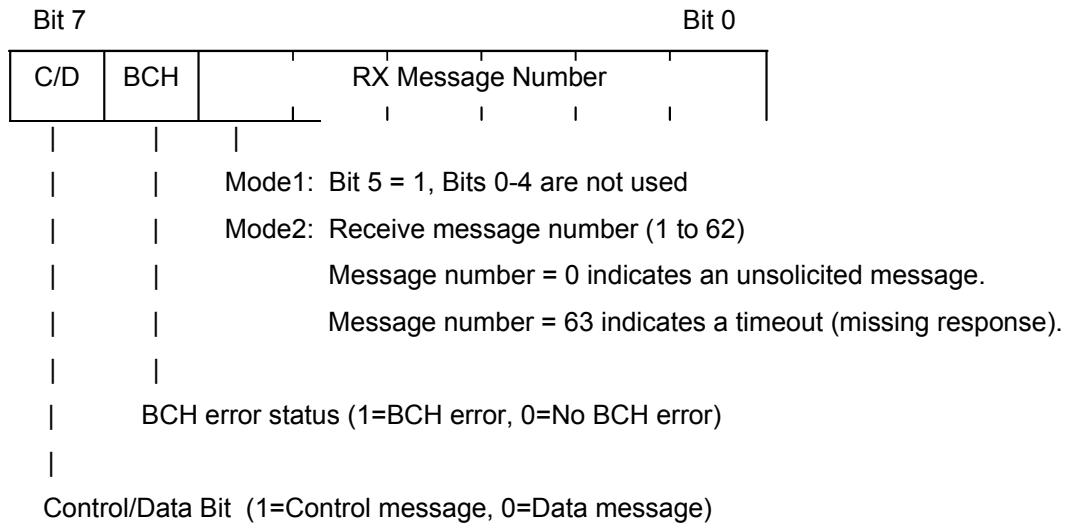 Bit 7 Bit 0
C/D BCH RX Message Number
Mode1: Bit 5 = 1, Bits 0-4 are not used
Mode2: Receive message number (1 to 62)
Message number = 0 indicates an unsolicited message.
Message number = 63 indicates a timeout (missing response).
BCH error status (1=BCH error, 0=No BCH error)
Control/Data Bit (1=Control message, 0=Data message)